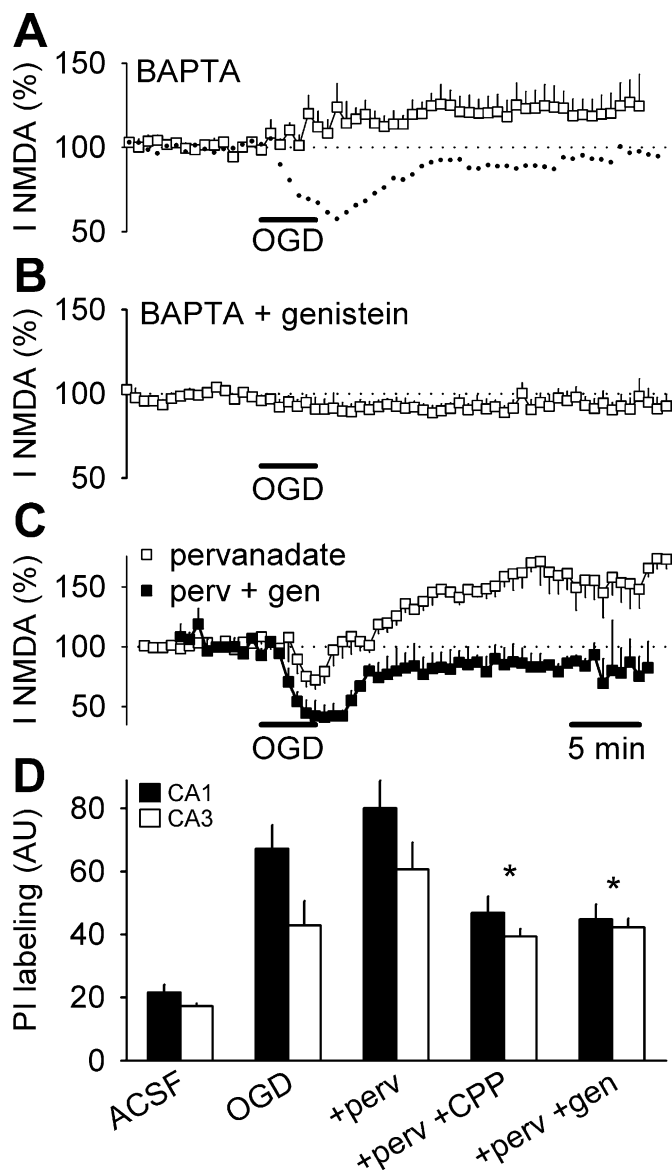 A
I NMDA (%)
150
100
50
BAPTA
OGD
B
I NMDA (%)
150
100
50
BAPTA + genistein
OGD
C
I NMDA (%)
150
100
50
pervanadate
perv + gen
OGD
5 min
D
PI labeling (AU)
80
60
40
20
0
CA1
CA3
*
*
ACSF
OGD
+perv
+perv +CPP
+perv +gen